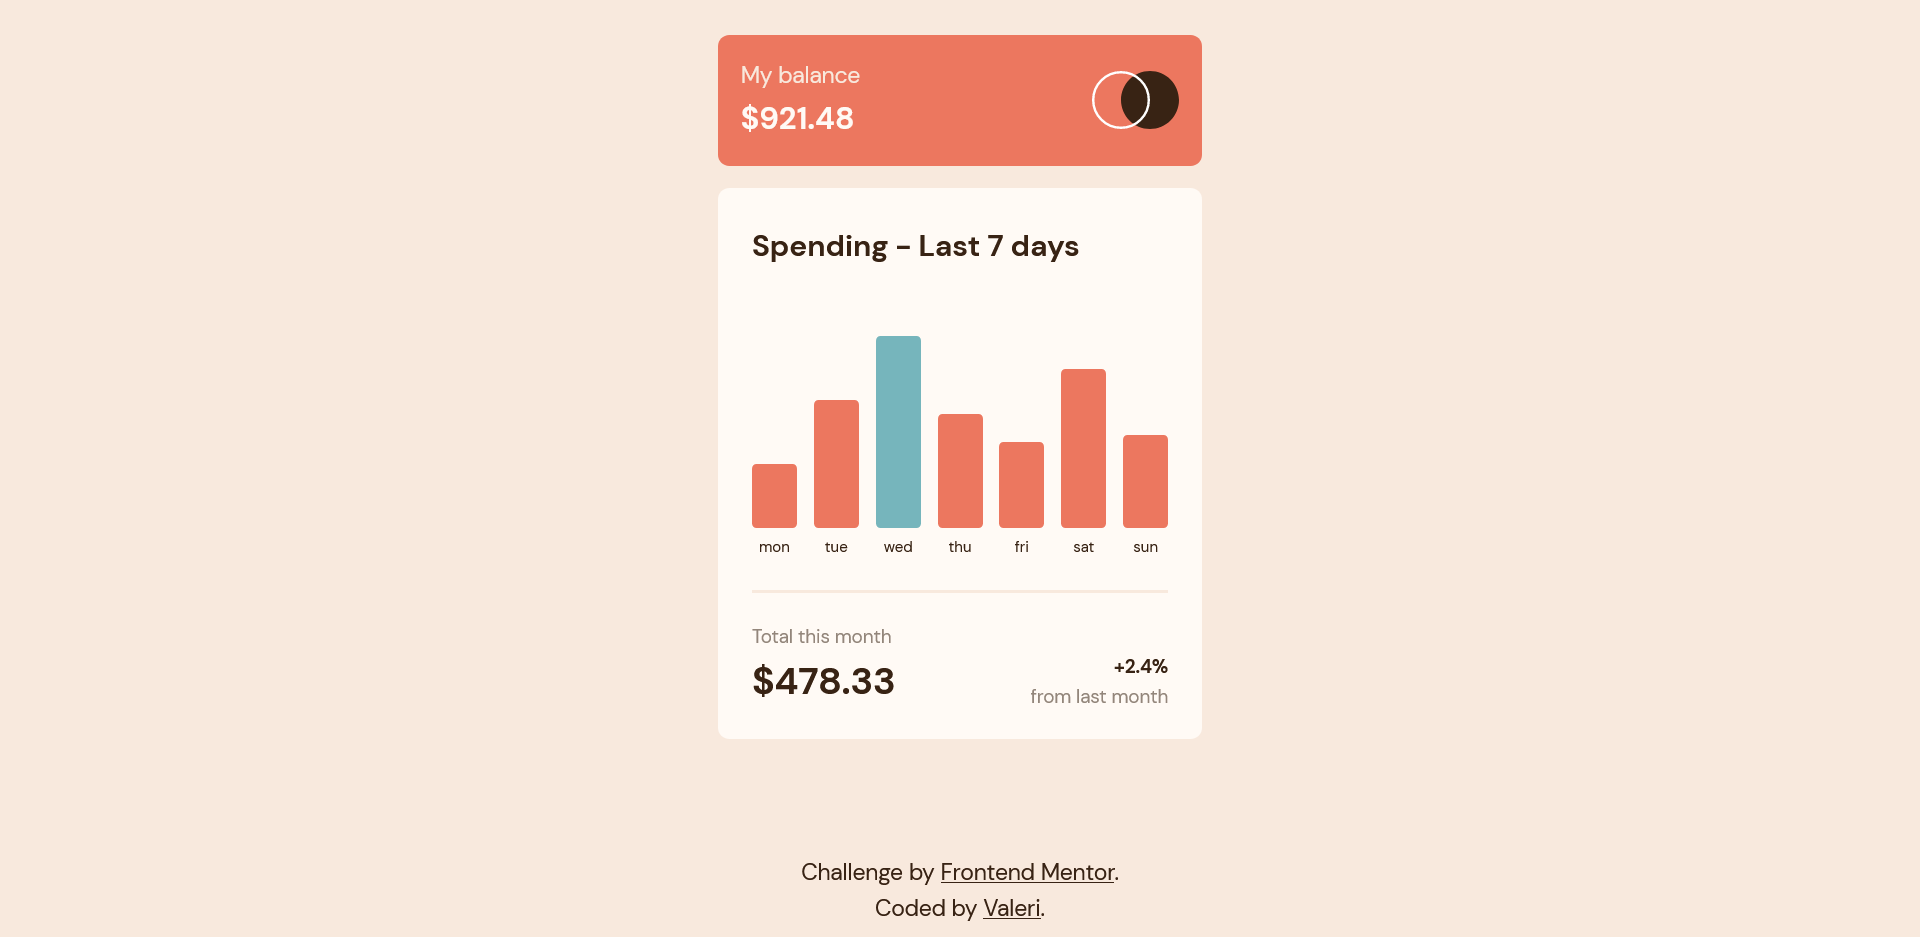 My balance
$921.48
Spending - Last 7 days
mon tue wed thu fri sat sun
Total this month
$478.33
+2.4%
from last month
Challenge by Frontend Mentor.
Coded by Valeri.